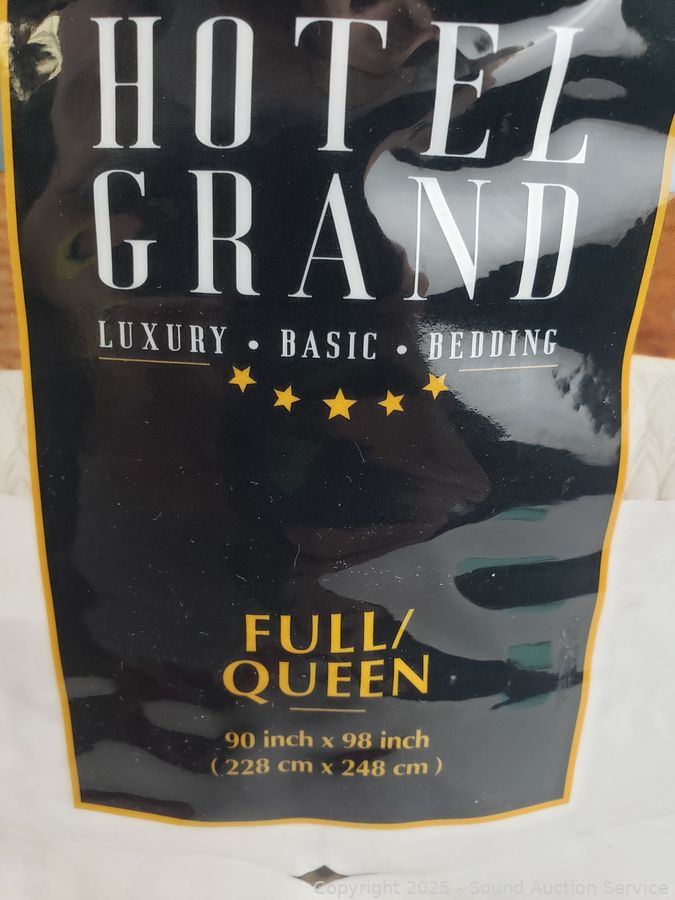 HOTEL
GRAND
LUXURY • BASIC • BEDDING
FULL/
QUEEN
90 inch x 98 inch
( 228 cm x 248 cm )
Copyright 2025 - Sound Auction Service